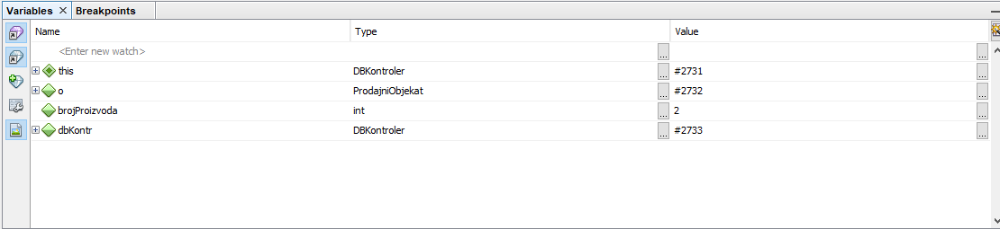 Variables × Breakpoints
Name Type Value
<Enter new watch> ... ...
this DBKontroler ... #2731 ...
o ProdajniObjekat ... #2732 ...
brojProizvoda int ... 2 ...
dbKontr DBKontroler ... #2733 ...